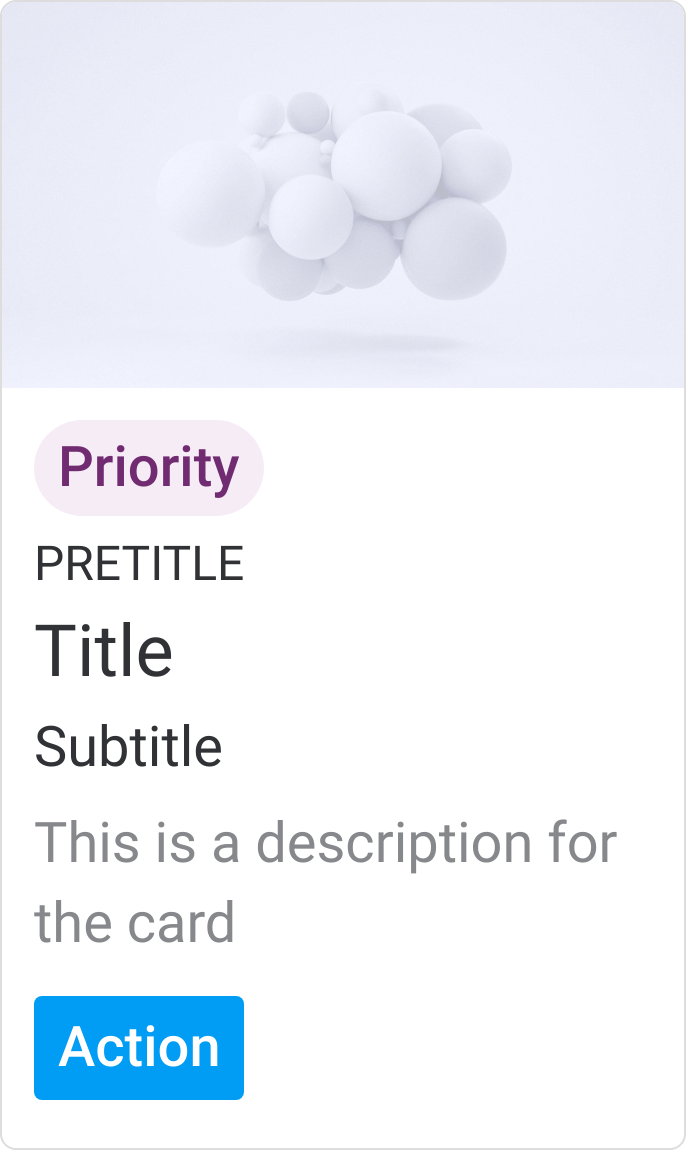 Priority
PRETITLE
Title
Subtitle
This is a description for
the card
Action